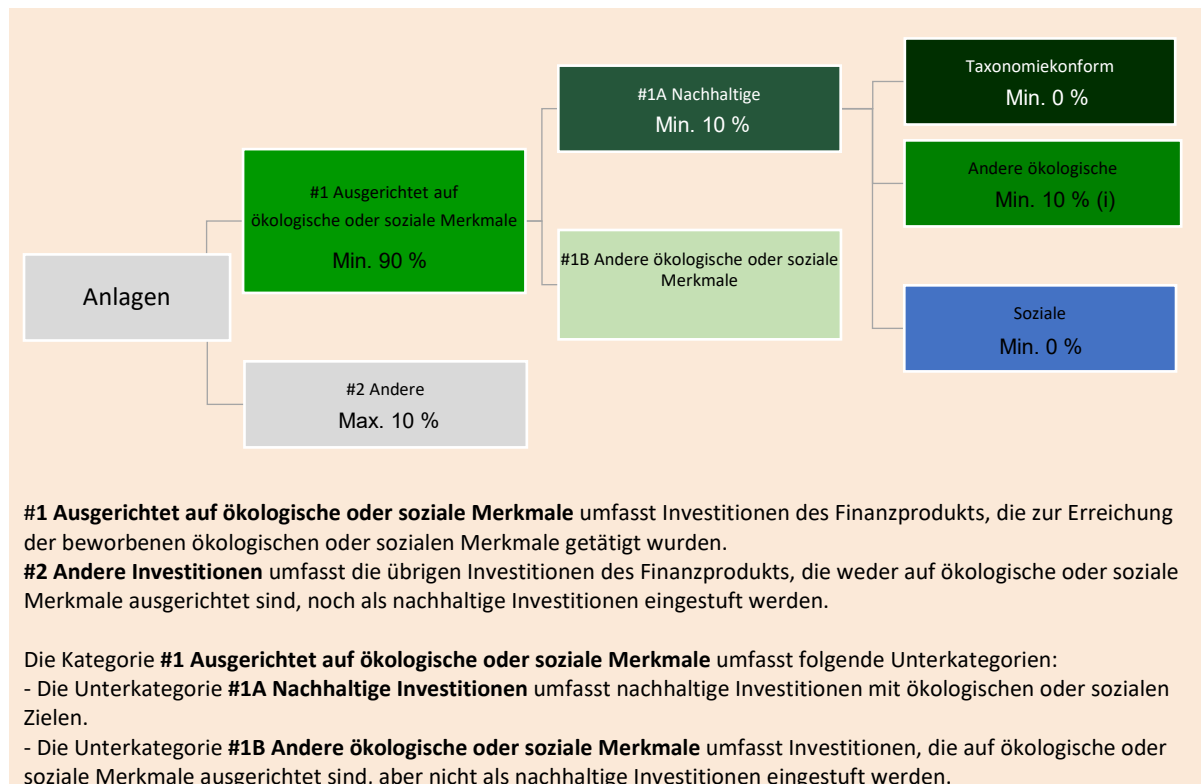 Anlagen
#1 Ausgerichtet auf
ökologische oder soziale Merkmale
Min. 90 %
#2 Andere
Max. 10 %
#1A Nachhaltige
Min. 10 %
#1B Andere ökologische oder soziale
Merkmale
Taxonomiekonform
Min. 0 %
Andere ökologische
Min. 10 % (i)
Soziale
Min. 0 %
#1 Ausgerichtet auf ökologische oder soziale Merkmale umfasst Investitionen des Finanzprodukts, die zur Erreichung
der beworbenen ökologischen oder sozialen Merkmale getätigt wurden.
#2 Andere Investitionen umfasst die übrigen Investitionen des Finanzprodukts, die weder auf ökologische oder soziale
Merkmale ausgerichtet sind, noch als nachhaltige Investitionen eingestuft werden.
Die Kategorie #1 Ausgerichtet auf ökologische oder soziale Merkmale umfasst folgende Unterkategorien:
- Die Unterkategorie #1A Nachhaltige Investitionen umfasst nachhaltige Investitionen mit ökologischen oder sozialen
Zielen.
- Die Unterkategorie #1B Andere ökologische oder soziale Merkmale umfasst Investitionen, die auf ökologische oder
soziale Merkmale ausgerichtet sind, aber nicht als nachhaltige Investitionen eingestuft werden.